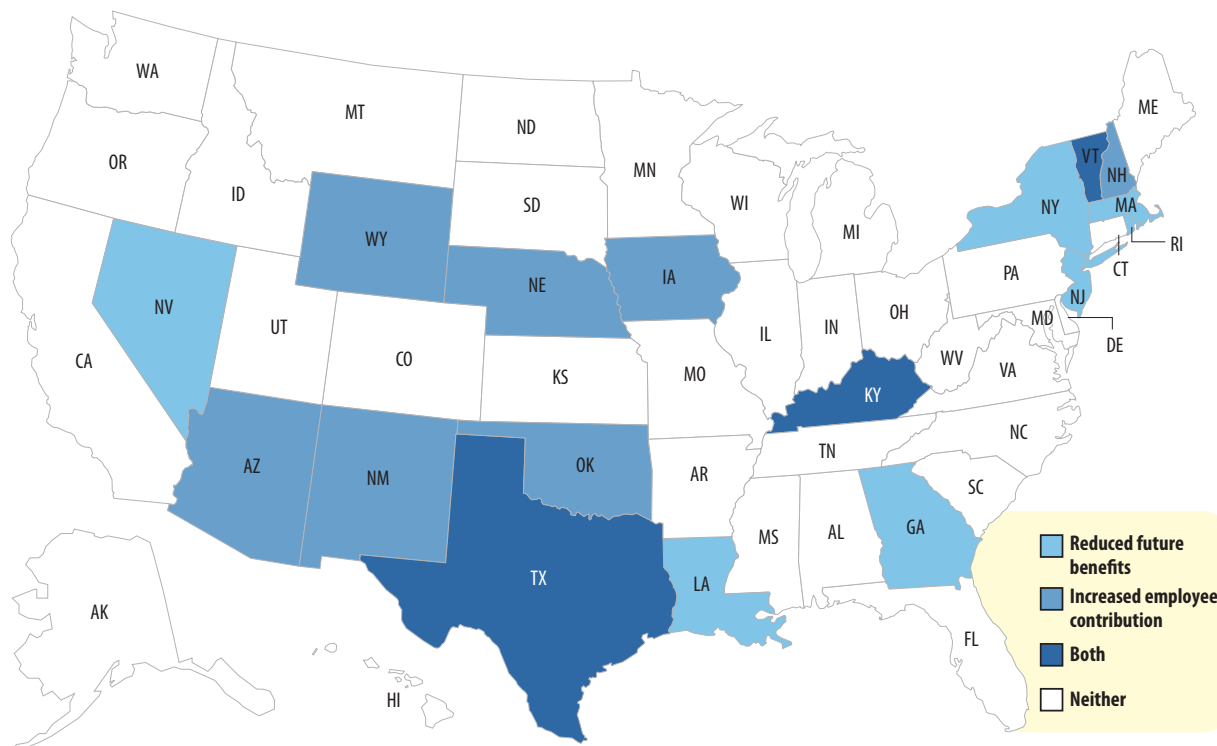 WA
MT
ND
MN
ME
OR
ID
SD
WI
MI
VT
NH
NY
MA
RI
CT
WY
NE
IA
PA
NJ
NV
UT
CO
IL
IN
OH
MD
DE
CA
KS
MO
WV
VA
KY
AZ
NM
OK
AR
TN
NC
SC
TX
LA
MS
AL
GA
FL
AK
HI
Reduced future
benefits
Increased employee
contribution
Both
Neither